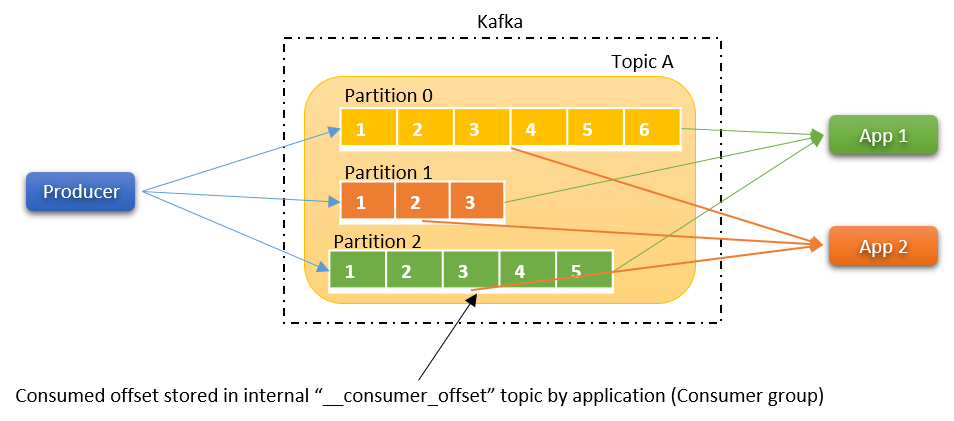 Kafka
Topic A
Partition 0
1 2 3 4 5 6
App 1
Partition 1
Producer
1 2 3
Partition 2
App 2
1 2 3 4 5
Consumed offset stored in internal “__consumer_offset” topic by application (Consumer group)